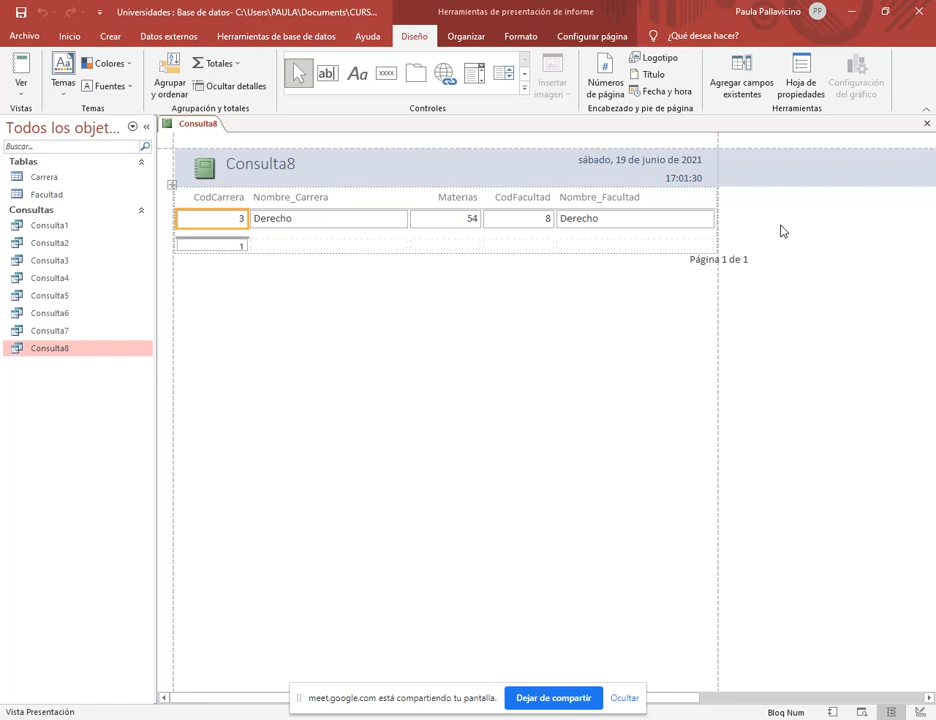 Universidades : Base de datos- C:\Users\PAULA\Documents\CURS...
Herramientas de presentación de informe
Paula Pallavicino
PP
Archivo
Inicio
Crear
Datos externos
Herramientas de base de datos
Ayuda
Diseño
Organizar
Formato
Configurar página
¿Qué desea hacer?
Ver
Vistas
Aa
Temas
Colores
Fuentes
Temas
Agrupar
y ordenar
Totales
Ocultar detalles
Agrupación y totales
ab
Aa
xxxx
Controles
Insertar
imagen
Números
de página
Logotipo
Título
Fecha y hora
Encabezado y pie de página
Agregar campos
existentes
Hoja de
propiedades
Configuración
del gráfico
Herramientas
Todos los objet...
Buscar...
Tablas
Carrera
Facultad
Consultas
Consulta1
Consulta2
Consulta3
Consulta4
Consulta5
Consulta6
Consulta7
Consulta8
Consulta8
Consulta8
sábado, 19 de junio de 2021
17:01:30
CodCarrera Nombre_Carrera Materias CodFacultad Nombre_Facultad
3 Derecho 54 8 Derecho
1
Página 1 de 1
meet.google.com está compartiendo tu pantalla.
Dejar de compartir
Ocultar
Vista Presentación
Bloq Num